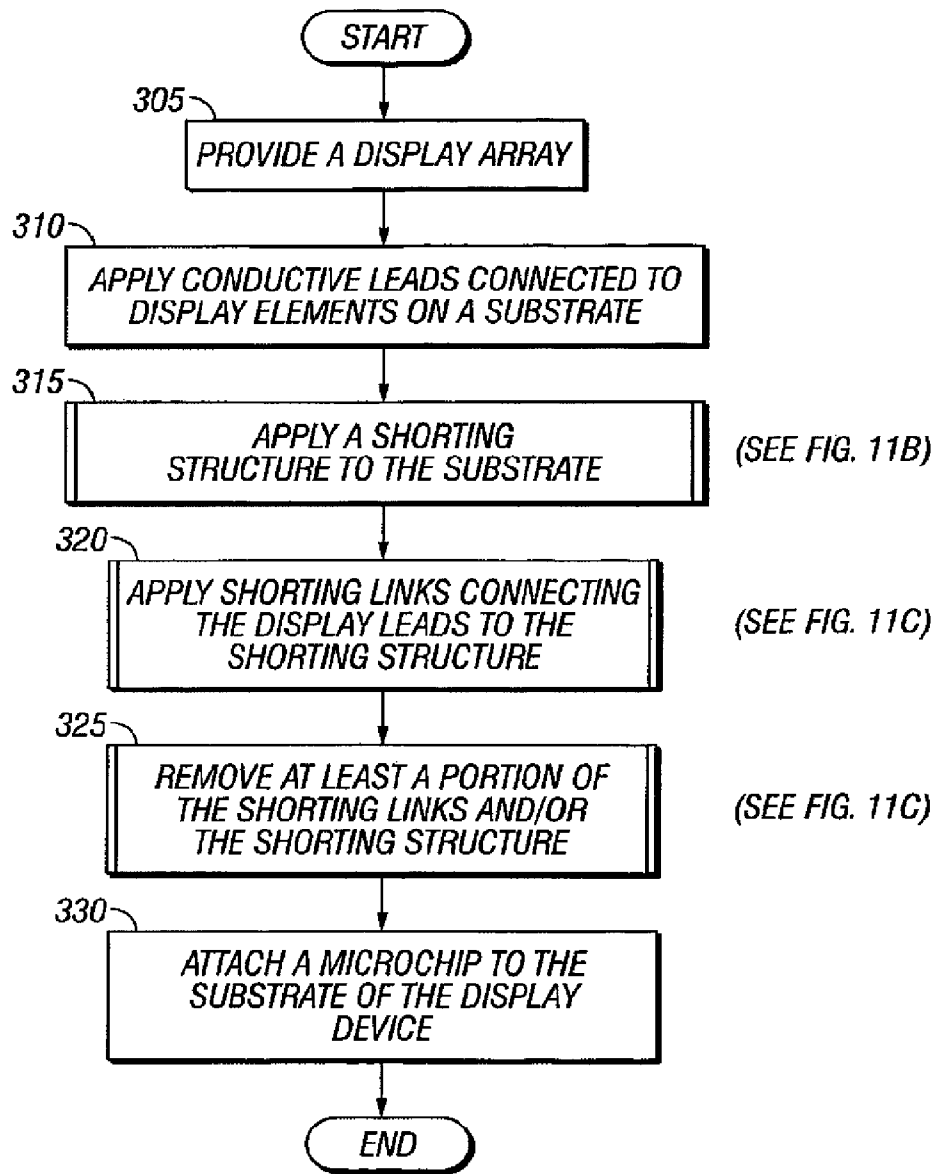 START
305
PROVIDE A DISPLAY ARRAY
310
APPLY CONDUCTIVE LEADS CONNECTED TO
DISPLAY ELEMENTS ON A SUBSTRATE
315
APPLY A SHORTING
STRUCTURE TO THE SUBSTRATE
(SEE FIG. 11B)
320
APPLY SHORTING LINKS CONNECTING
THE DISPLAY LEADS TO THE
SHORTING STRUCTURE
(SEE FIG. 11C)
325
REMOVE AT LEAST A PORTION OF
THE SHORTING LINKS AND/OR
THE SHORTING STRUCTURE
(SEE FIG. 11C)
330
ATTACH A MICROCHIP TO THE
SUBSTRATE OF THE DISPLAY
DEVICE
END